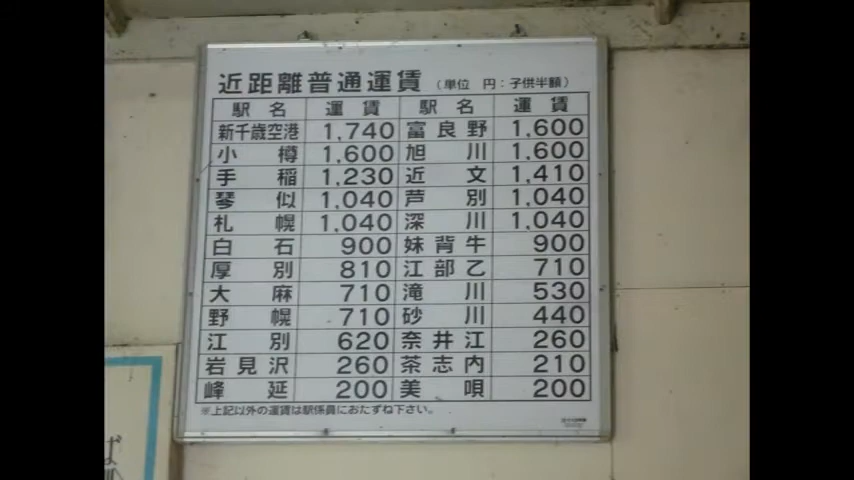 近距離普通運賃 (単位 円:子供半額)
駅名 運賃 駅名 運賃
新千歳空港 1,740 富良野 1,600
小樽 1,600 旭川 1,600
手稲 1,230 近文 1,410
琴似 1,040 芦別 1,040
札幌 1,040 深川 1,040
白石 900 妹背牛 900
厚別 810 江部乙 710
大麻 710 滝川 530
野幌 710 砂川 440
江別 620 奈井江 260
岩見沢 260 茶志内 210
峰延 200 美唄 200
※上記以外の運賃は駅係員におたずね下さい。
ば